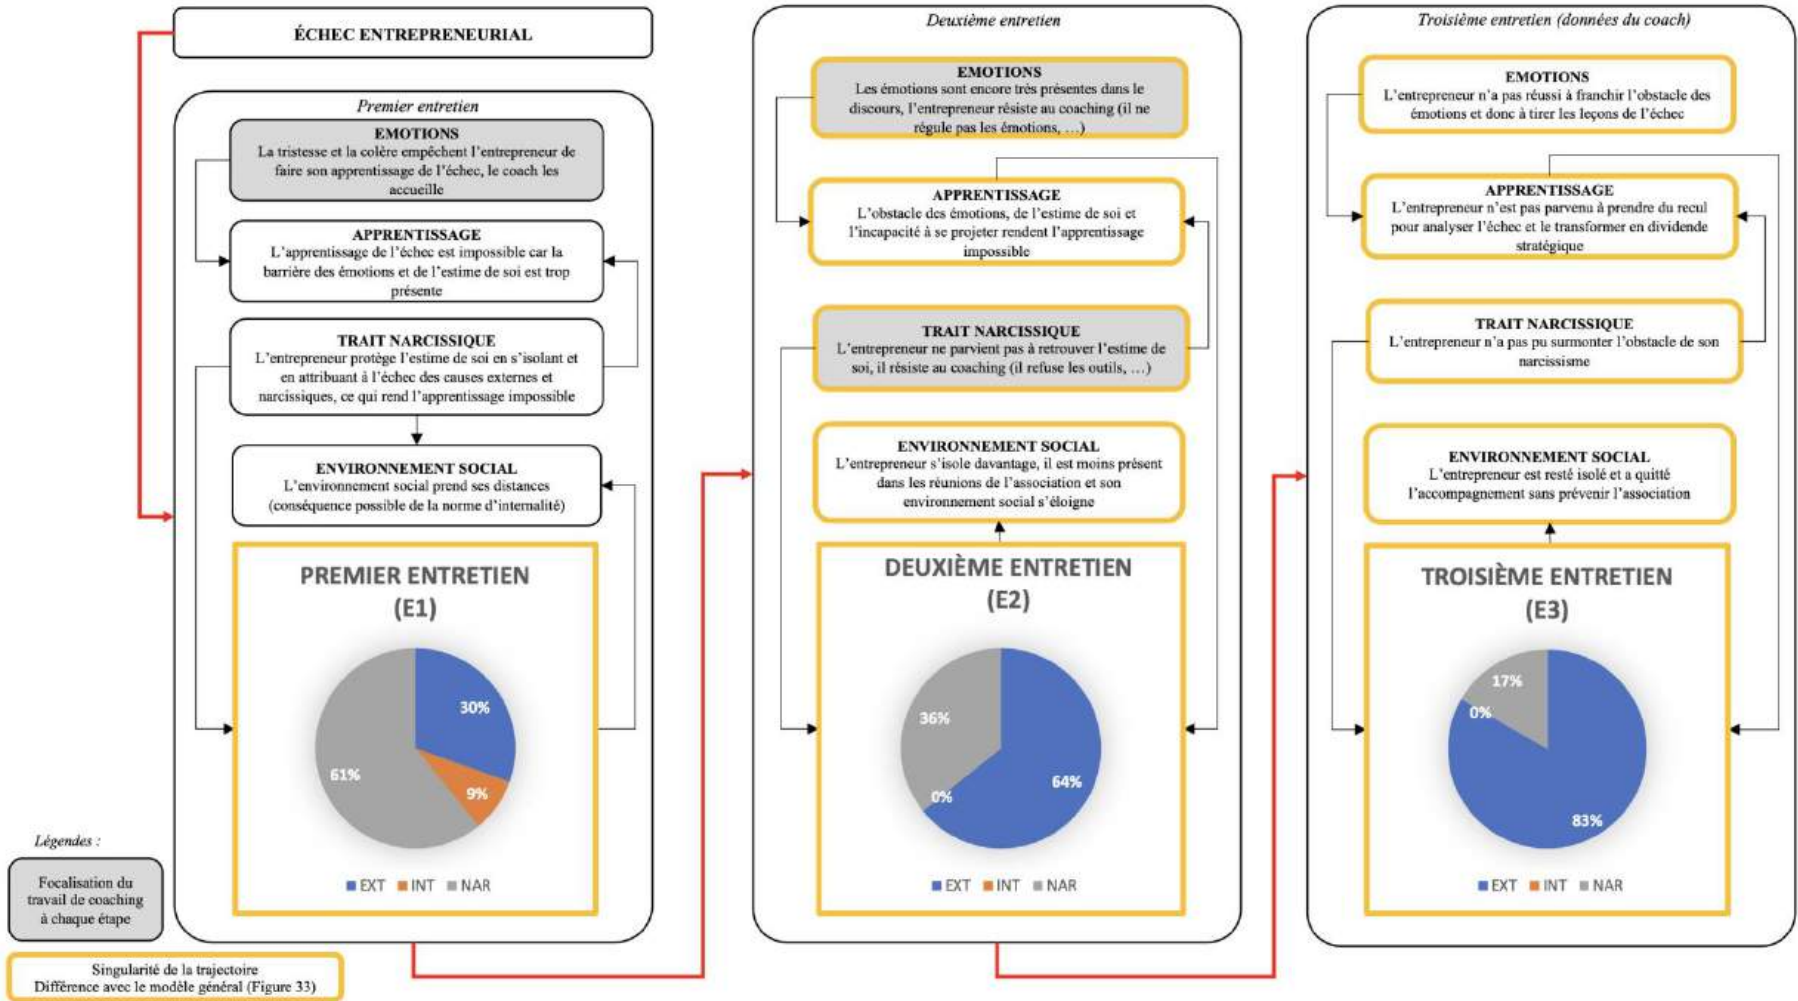 ÉCHEC ENTREPRENEURIAL
Premier entretien
EMOTIONS
La tristesse et la colère empêchent l'entrepreneur de
faire son apprentissage de l'échec, le coach les
accueille
APPRENTISSAGE
L'apprentissage de l'échec est impossible car la
barrière des émotions et de l'estime de soi est trop
présente
TRAIT NARCISSIQUE
L'entrepreneur protège l'estime de soi en s'isolant et
en attribuant à l'échec des causes externes et
narcissiques, ce qui rend l'apprentissage impossible
ENVIRONNEMENT SOCIAL
L'environnement social prend ses distances
(conséquence possible de la norme d'internalité)
PREMIER ENTRETIEN
(E1)
30%
61%
9%
EXT INT NAR
Deuxième entretien
EMOTIONS
Les émotions sont encore très présentes dans le
discours, l'entrepreneur résiste au coaching (il ne
régule pas les émotions, …)
APPRENTISSAGE
L'obstacle des émotions, de l'estime de soi et
l'incapacité à se projeter rendent l'apprentissage
impossible
TRAIT NARCISSIQUE
L'entrepreneur ne parvient pas à retrouver l'estime de
soi, il résiste au coaching (il refuse les outils, …)
ENVIRONNEMENT SOCIAL
L'entrepreneur s'isole davantage, il est moins présent
dans les réunions de l'association et son
environnement social s'éloigne
DEUXIÈME ENTRETIEN
(E2)
36%
64%
0%
EXT INT NAR
Troisième entretien (données du coach)
EMOTIONS
L'entrepreneur n'a pas réussi à franchir l'obstacle des
émotions et donc à tirer les leçons de l'échec
APPRENTISSAGE
L'entrepreneur n'est pas parvenu à prendre du recul
pour analyser l'échec et le transformer en dividende
stratégique
TRAIT NARCISSIQUE
L'entrepreneur n'a pas pu surmonter l'obstacle de son
narcissisme
ENVIRONNEMENT SOCIAL
L'entrepreneur est resté isolé et a quitté
l'accompagnement sans prévenir l'association
TROISIÈME ENTRETIEN
(E3)
17%
0%
83%
EXT INT NAR
Légendes :
Focalisation du
travail de coaching
à chaque étape
Singularité de la trajectoire
Différence avec le modèle général (Figure 33)